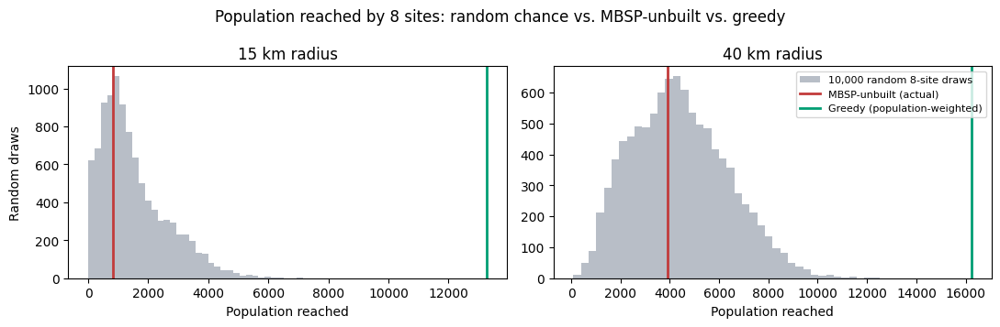 Population reached by 8 sites: random chance vs. MBSP-unbuilt vs. greedy
15 km radius
Random draws
1000
800
600
400
200
0
0 2000 4000 6000 8000 10000 12000
Population reached
40 km radius
10,000 random 8-site draws
MBSP-unbuilt (actual)
Greedy (population-weighted)
600
500
400
300
200
100
0
0 2000 4000 6000 8000 10000 12000 14000 16000
Population reached